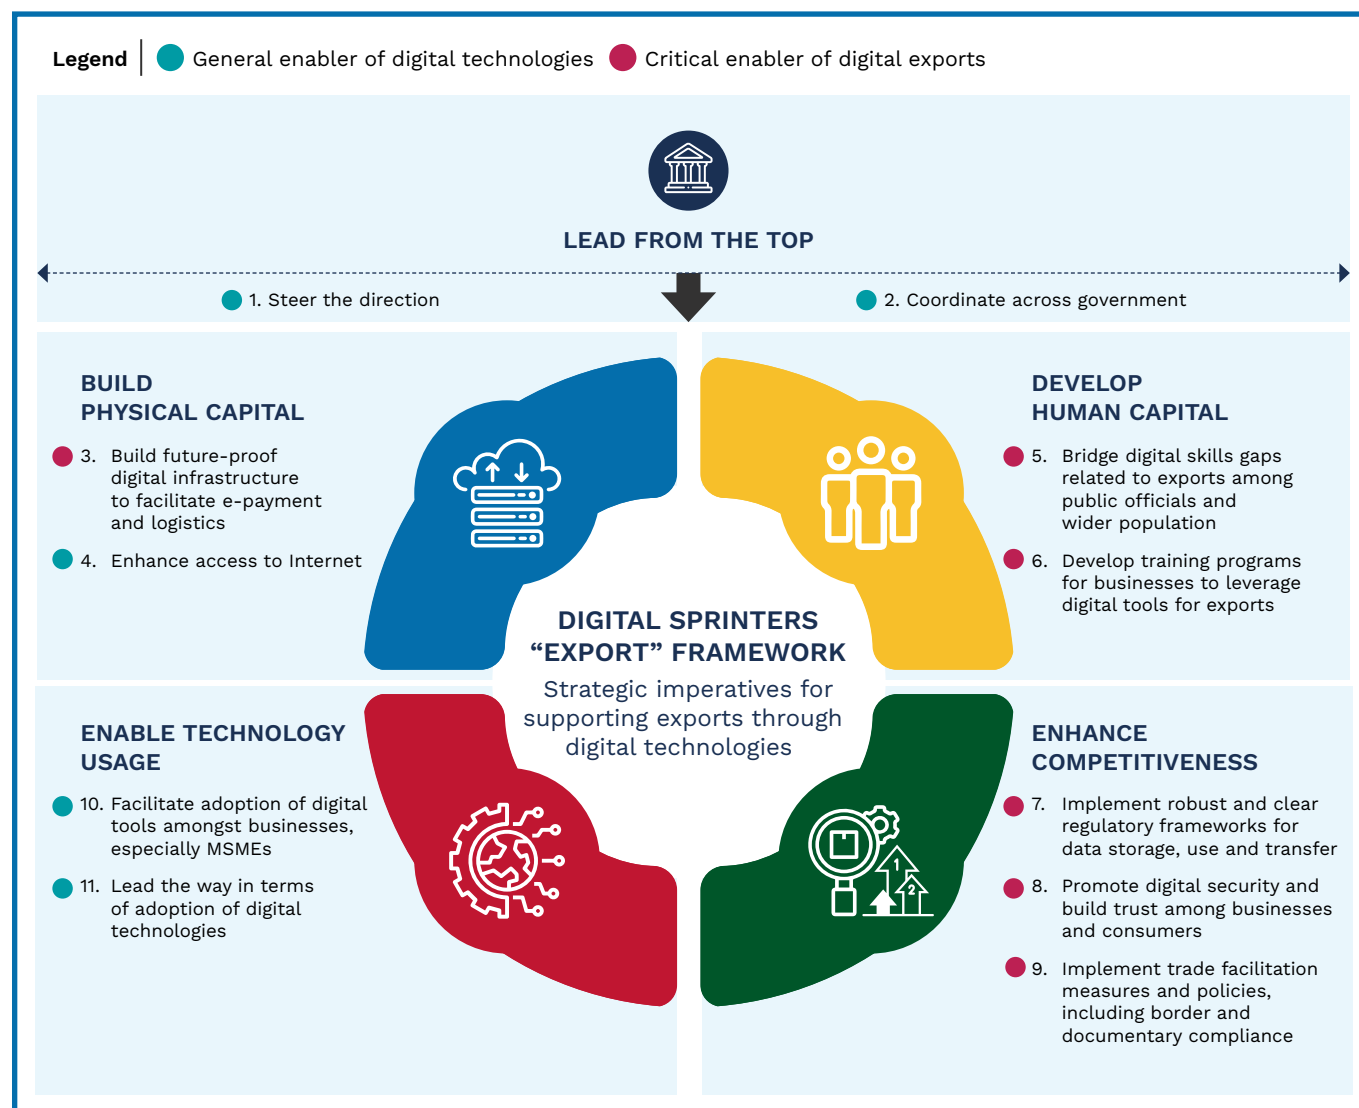 Legend
General enabler of digital technologies
Critical enabler of digital exports
LEAD FROM THE TOP
1. Steer the direction
2. Coordinate across government
BUILD
PHYSICAL CAPITAL
3. Build future-proof
digital infrastructure
to facilitate e-payment
and logistics
4. Enhance access to Internet
DEVELOP
HUMAN CAPITAL
5. Bridge digital skills gaps
related to exports among
public officials and
wider population
6. Develop training programs
for businesses to leverage
digital tools for exports
DIGITAL SPRINTERS
“EXPORT” FRAMEWORK
Strategic imperatives for
supporting exports through
digital technologies
ENABLE TECHNOLOGY
USAGE
10. Facilitate adoption of digital
tools amongst businesses,
especially MSMEs
11. Lead the way in terms
of adoption of digital
technologies
1
2
ENHANCE
COMPETITIVENESS
7. Implement robust and clear
regulatory frameworks for
data storage, use and transfer
8. Promote digital security and
build trust among businesses
and consumers
9. Implement trade facilitation
measures and policies,
including border and
documentary compliance